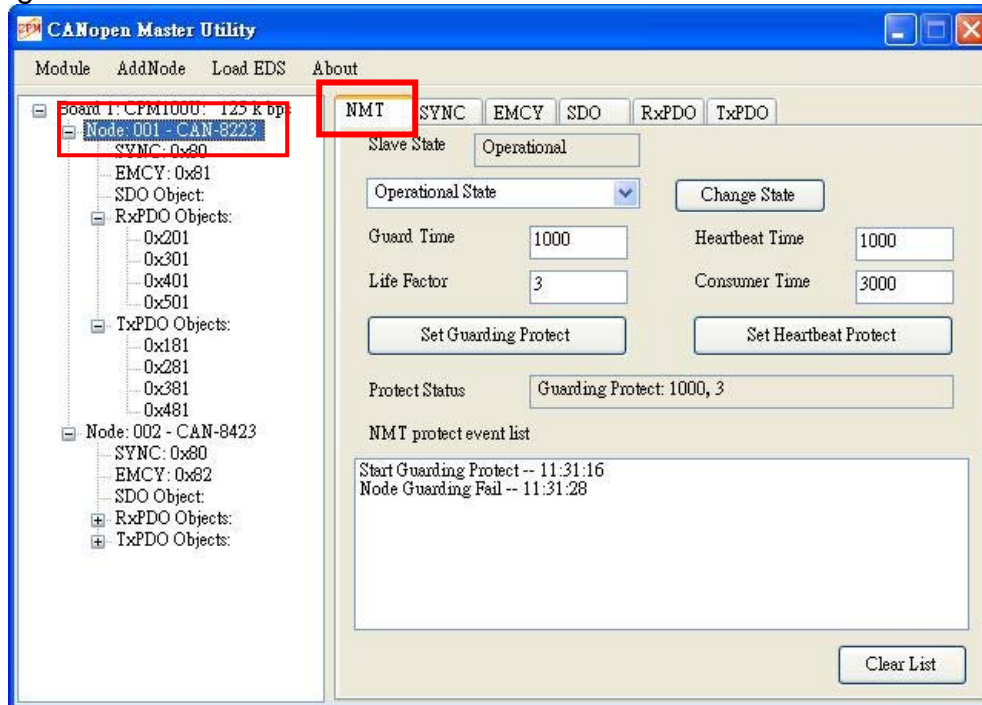 CANopen Master Utility
Module AddNode Load EDS About
Board 1: CPM100U: 125 k bps
Node: 001 - CAN-8223
SYNC: 0x80
EMCY: 0x81
SDO Object:
RxPDO Objects:
0x201
0x301
0x401
0x501
TxPDO Objects:
0x181
0x281
0x381
0x481
Node: 002 - CAN-8423
SYNC: 0x80
EMCY: 0x82
SDO Object:
RxPDO Objects:
TxPDO Objects:
NMT SYNC EMCY SDO RxPDO TxPDO
Slave State Operational
Operational State Change State
Guard Time 1000 Heartbeat Time 1000
Life Factor 3 Consumer Time 3000
Set Guarding Protect Set Heartbeat Protect
Protect Status Guarding Protect: 1000, 3
NMT protect event list
Start Guarding Protect -- 11:31:16
Node Guarding Fail -- 11:31:28
Clear List